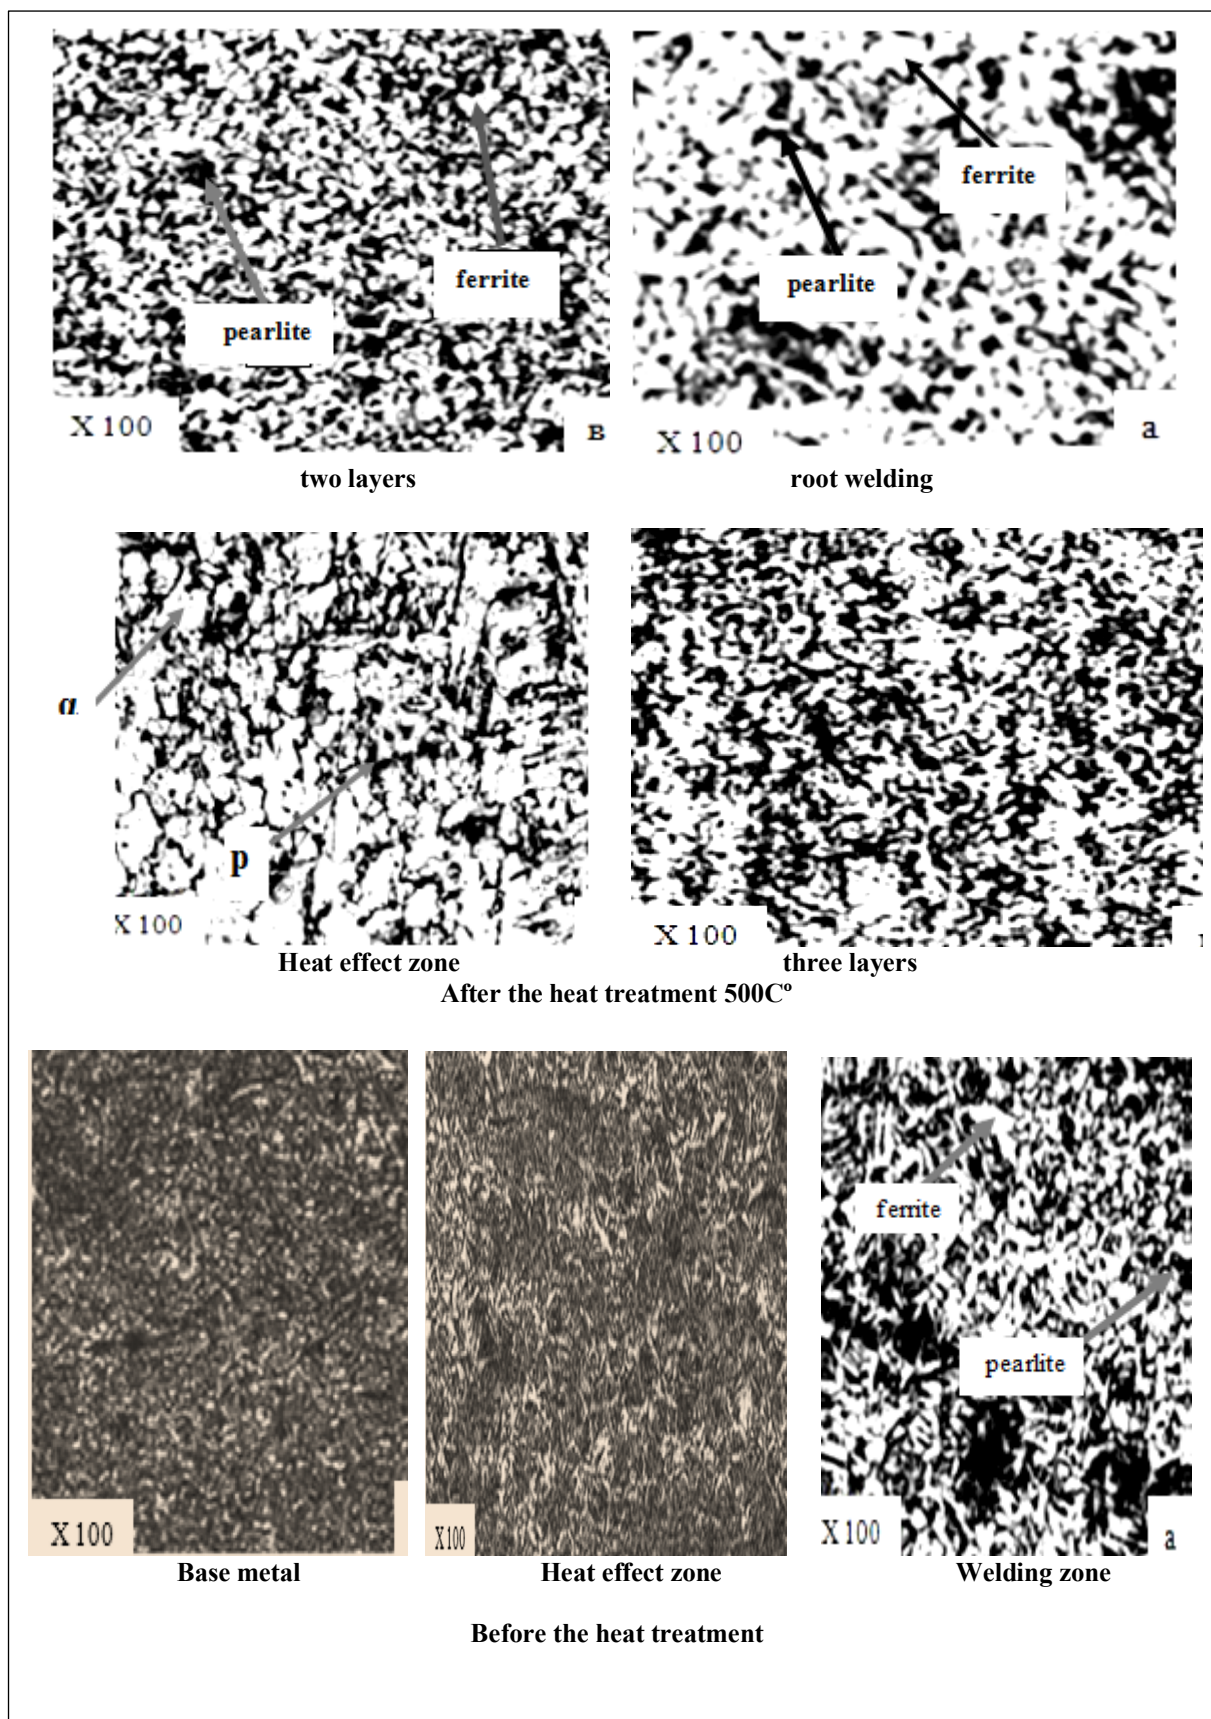 ferrite
pearlite
X 100
в
ferrite
pearlite
X 100
a
two layers
root welding
α
p
X 100
X 100
Heat effect zone
three layers
After the heat treatment 500Cº
X 100
X 100
ferrite
pearlite
X 100
a
Base metal
Heat effect zone
Welding zone
Before the heat treatment